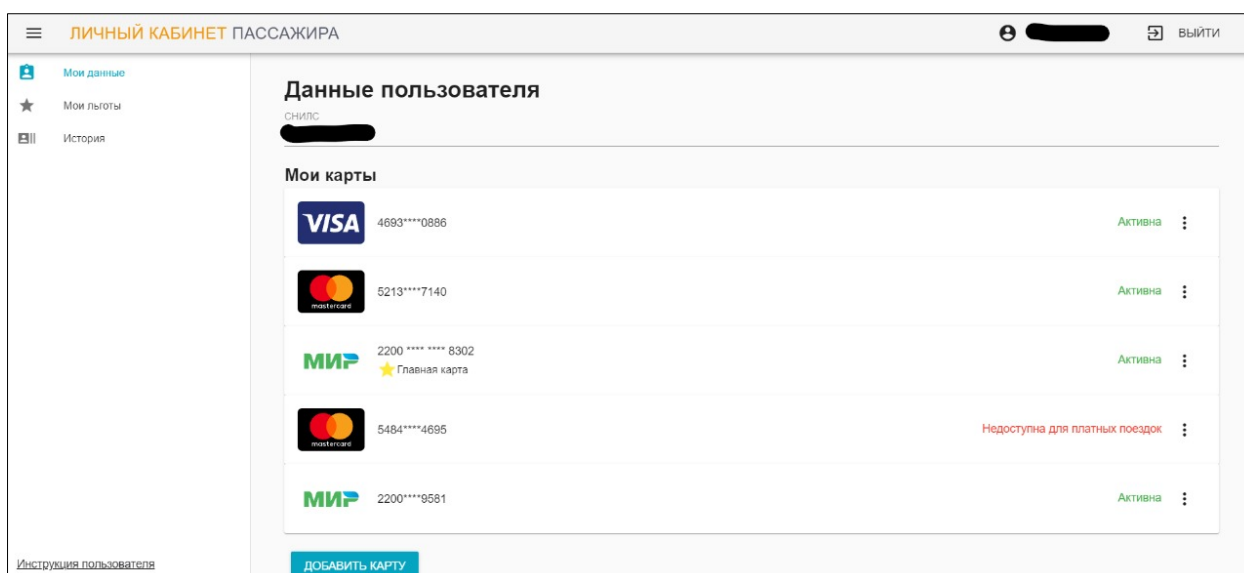 ЛИЧНЫЙ КАБИНЕТ ПАССАЖИРА
ВЫЙТИ
Мои данные
Мои льготы
История
Данные пользователя
СНИЛС
Мои карты
VISA 4693****0886 Активна
mastercard 5213****7140 Активна
2200 **** **** 8302
МИР Активна
Главная карта
mastercard 5484****4695 Недоступна для платных поездок
МИР 2200****9581 Активна
Инструкция пользователя
ДОБАВИТЬ КАРТУ